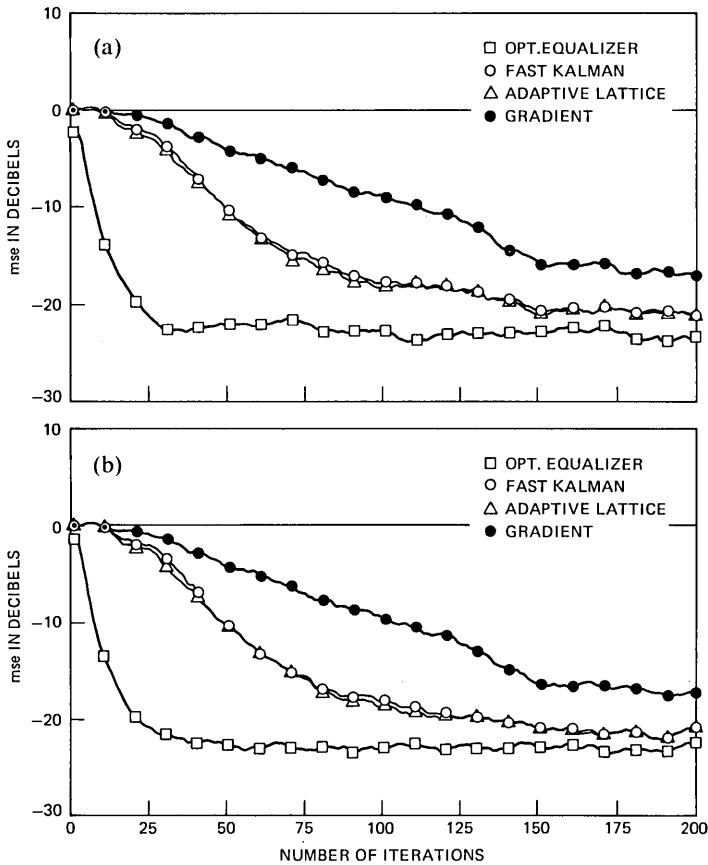 10
(a)
OPT.EQUALIZER
FAST KALMAN
ADAPTIVE LATTICE
GRADIENT
0
−10
−20
−30
mse IN DECIBELS
10
(b)
OPT. EQUALIZER
FAST KALMAN
ADAPTIVE LATTICE
GRADIENT
0
−10
−20
−30
mse IN DECIBELS
0 25 50 75 100 125 150 175 200
NUMBER OF ITERATIONS